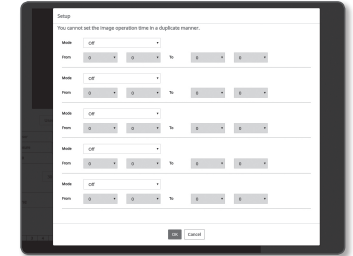 Setup
You cannot set the image operation time in a duplicate manner.
Mode Off
From 0 0 To 0 0
Mode Off
From 0 0 To 0 0
Mode Off
From 0 0 To 0 0
Mode Off
From 0 0 To 0 0
Mode Off
From 0 0 To 0 0
OK Cancel